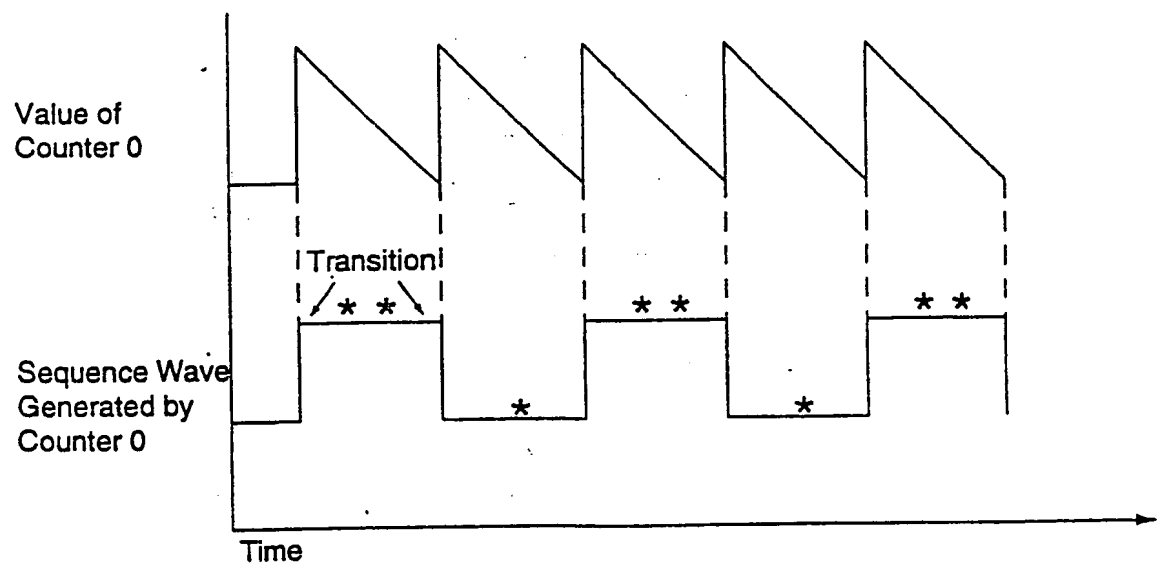 Value of
Counter 0
Transition
* * * * * *
* *
Sequence Wave
Generated by
Counter 0
Time